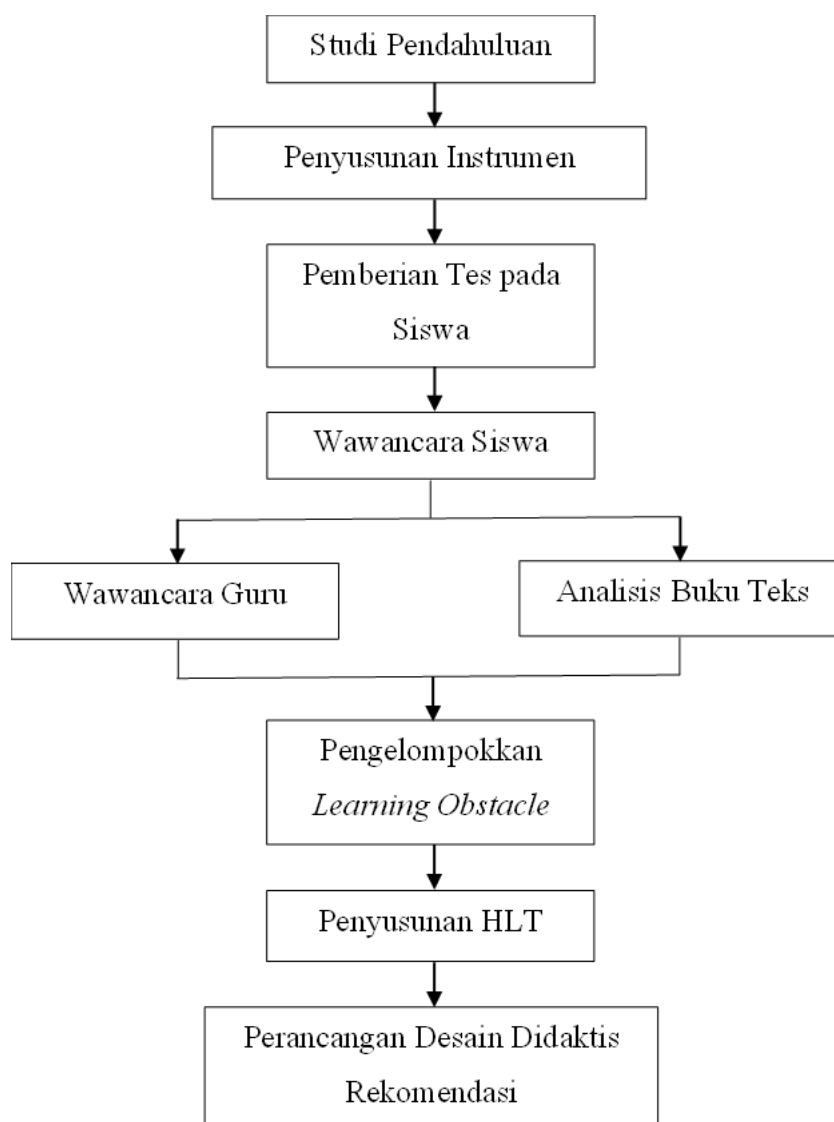 Studi Pendahuluan
Penyusunan Instrumen
Pemberian Tes pada
Siswa
Wawancara Siswa
Wawancara Guru
Analisis Buku Teks
Pengelompokkan
Learning Obstacle
Penyusunan HLT
Perancangan Desain Didaktis
Rekomendasi